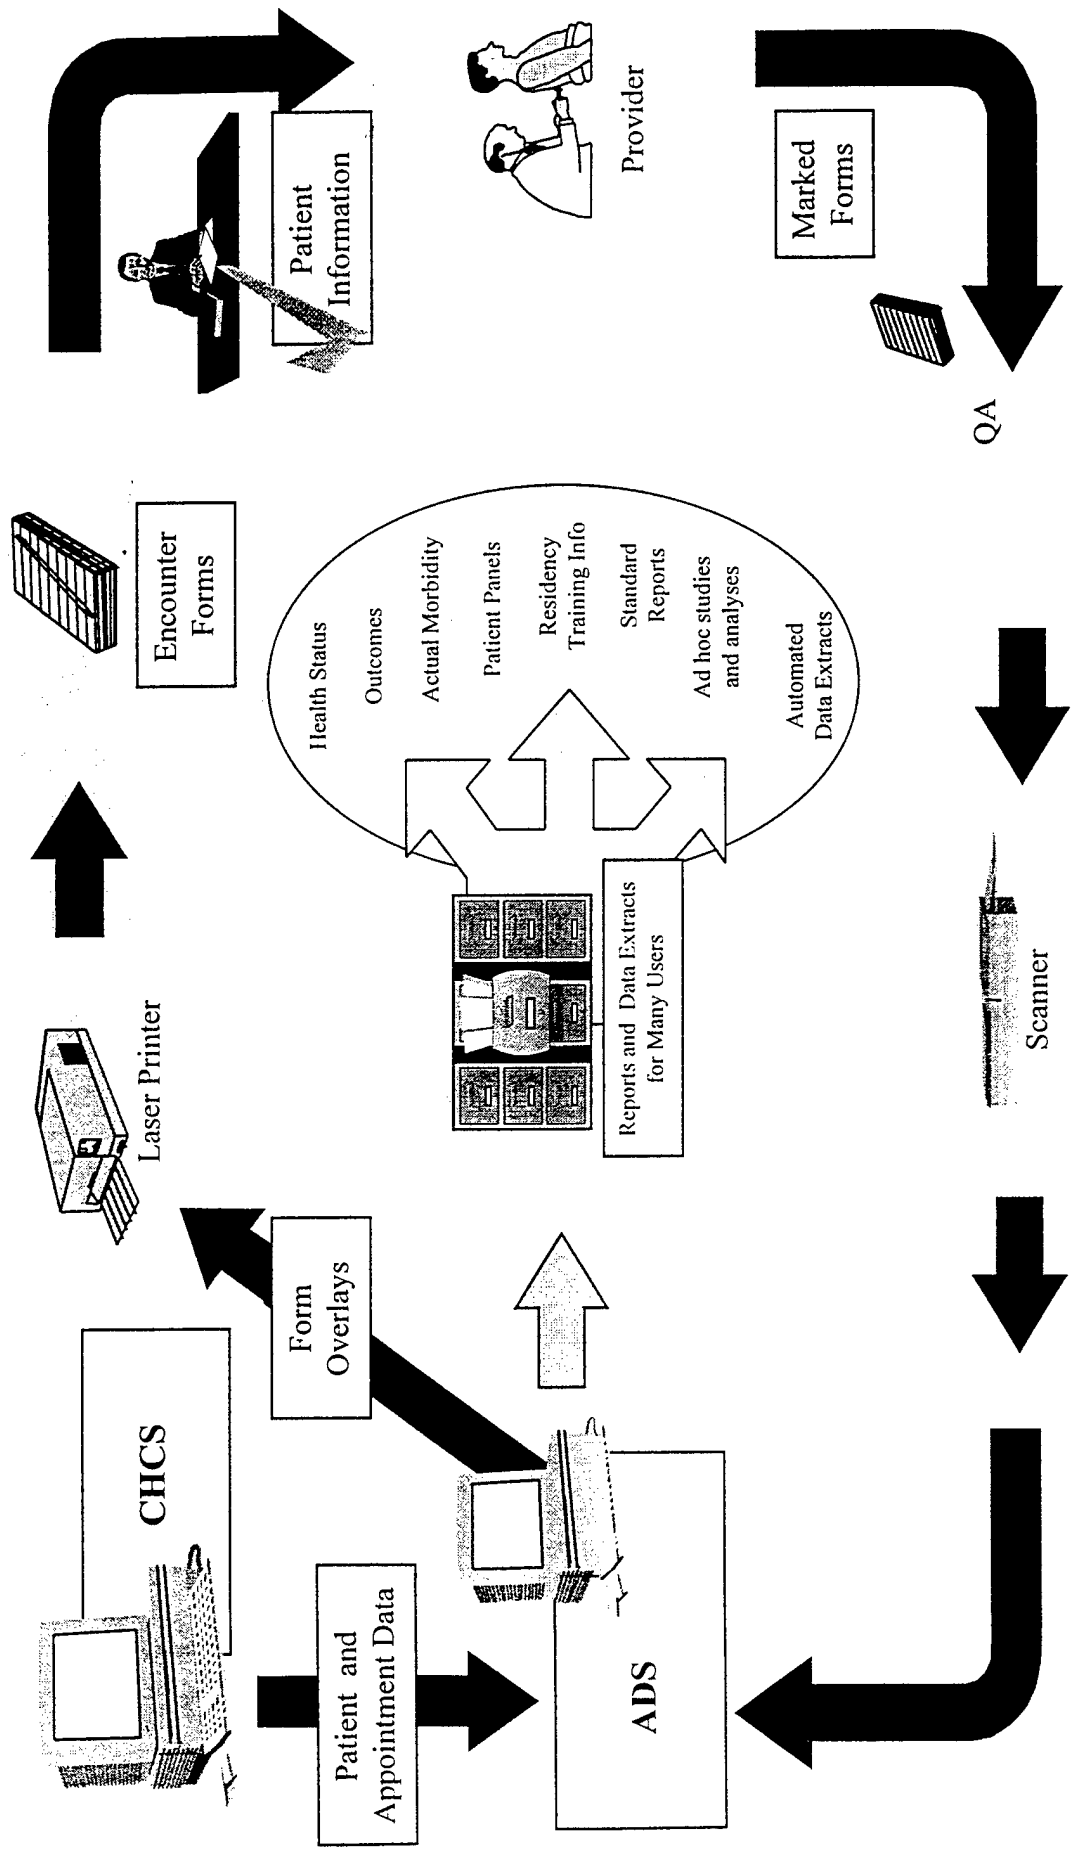 CHCS
Patient and
Appointment Data
ADS
Form
Overlays
Laser Printer
Encounter
Forms
Patient
Information
Provider
Marked
Forms
QA
Scanner
Reports and Data Extracts
for Many Users
Health Status
Outcomes
Actual Morbidity
Patient Panels
Residency
Training Info
Standard
Reports
Ad hoc studies
and analyses
Automated
Data Extracts